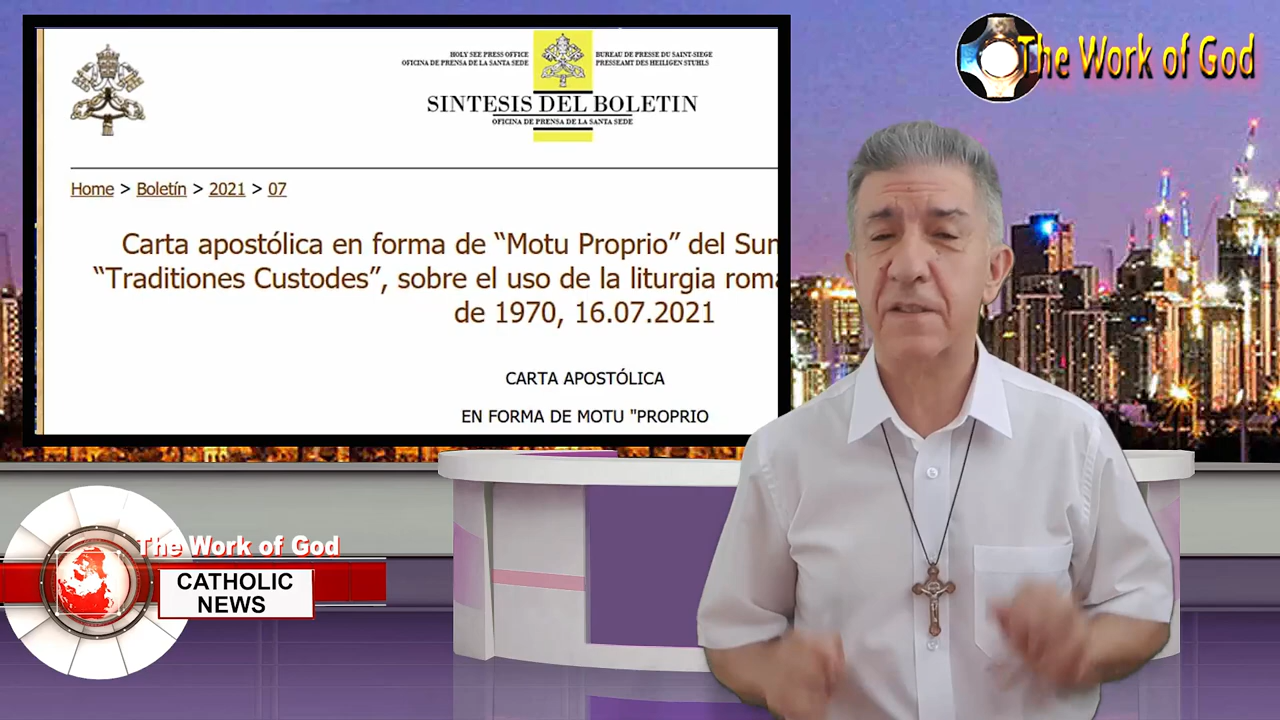 HOLY SEE PRESS OFFICE
OFICINA DE PRENSA DE LA SANTA SEDE
BUREAU DE PRESSE DU SAINT-SIEGE
PRESSEAMT DES HEILIGEN STUHLS
SINTESIS DEL BOLETIN
OFICINA DE PRENSA DE LA SANTA SEDE
Home > Boletín > 2021 > 07
Carta apostólica en forma de “Motu Proprio” del
“Traditiones Custodes”, sobre el uso de la liturgia
de 1970, 16.07.2021
CARTA APOSTÓLICA
EN FORMA DE MOTU "PROPRIO
The Work of God
The Work of God
CATHOLIC
NEWS